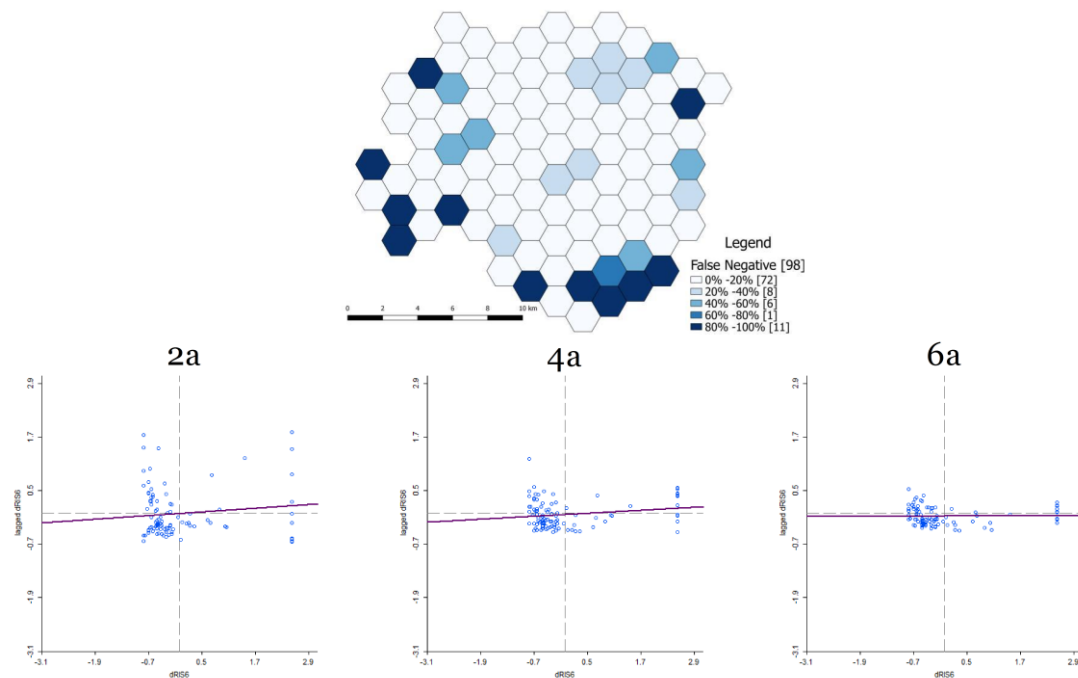 Legend
False Negative [98]
0% -20% [72]
20% -40% [8]
40% -60% [6]
60% -80% [1]
80% -100% [11]
0 2 4 6 8 10 km
2a
4a
6a
2.9
1.7
0.5
-0.7
-1.9
-3.1
lagged dRIS6
-3.1 -1.9 -0.7 0.5 1.7 2.9
dRIS6
2.9
1.7
0.5
-0.7
-1.9
-3.1
lagged dRIS6
-3.1 -1.9 -0.7 0.5 1.7 2.9
dRIS6
2.9
1.7
0.5
-0.7
-1.9
-3.1
lagged dRIS6
-3.1 -1.9 -0.7 0.5 1.7 2.9
dRIS6